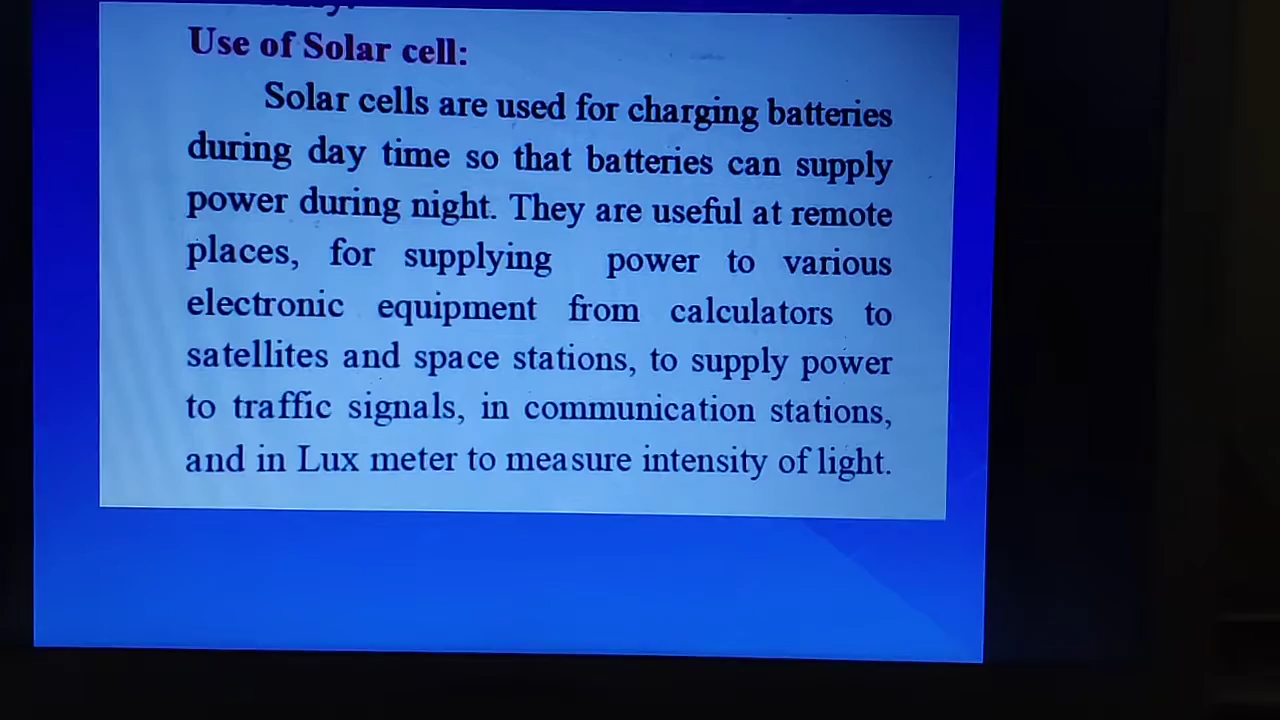 Use of Solar cell:
Solar cells are used for charging batteries
during day time so that batteries can supply
power during night. They are useful at remote
places, for supplying power to various
electronic equipment from calculators to
satellites and space stations, to supply power
to traffic signals, in communication stations,
and in Lux meter to measure intensity of light.